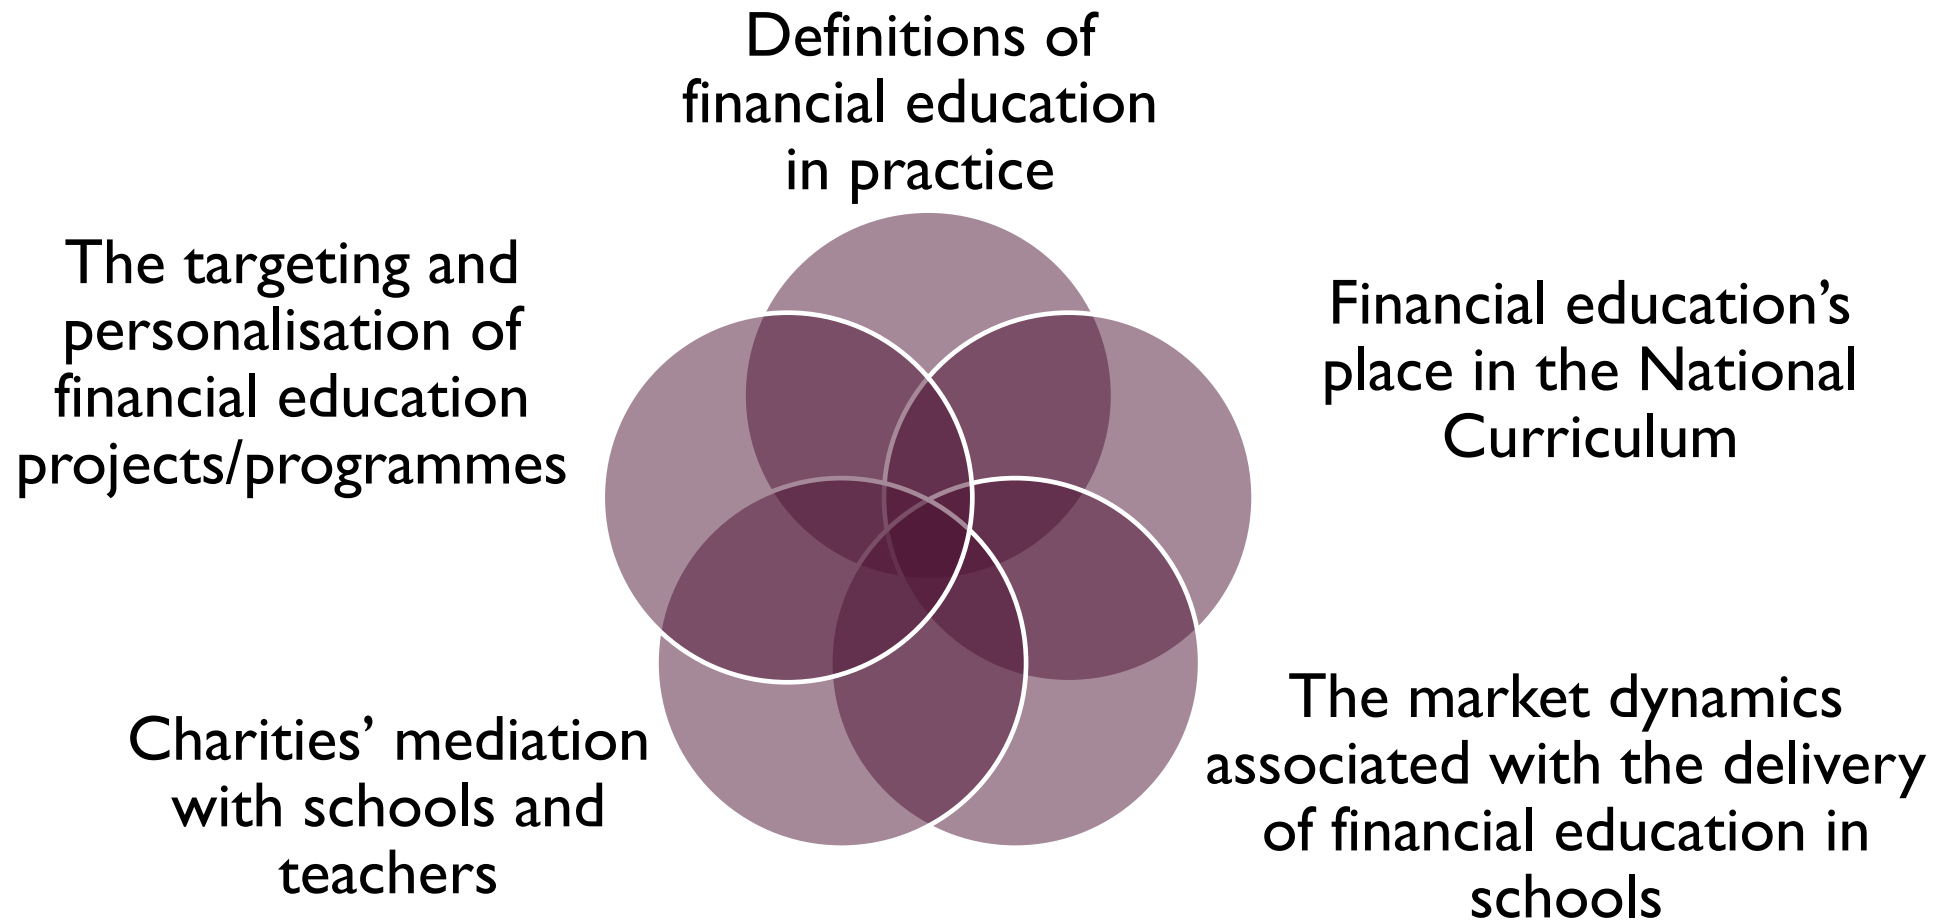 Definitions of
financial education
in practice
Financial education’s
place in the National
Curriculum
The market dynamics
associated with the delivery
of financial education in
schools
Charities’ mediation
with schools and
teachers
The targeting and
personalisation of
financial education
projects/programmes